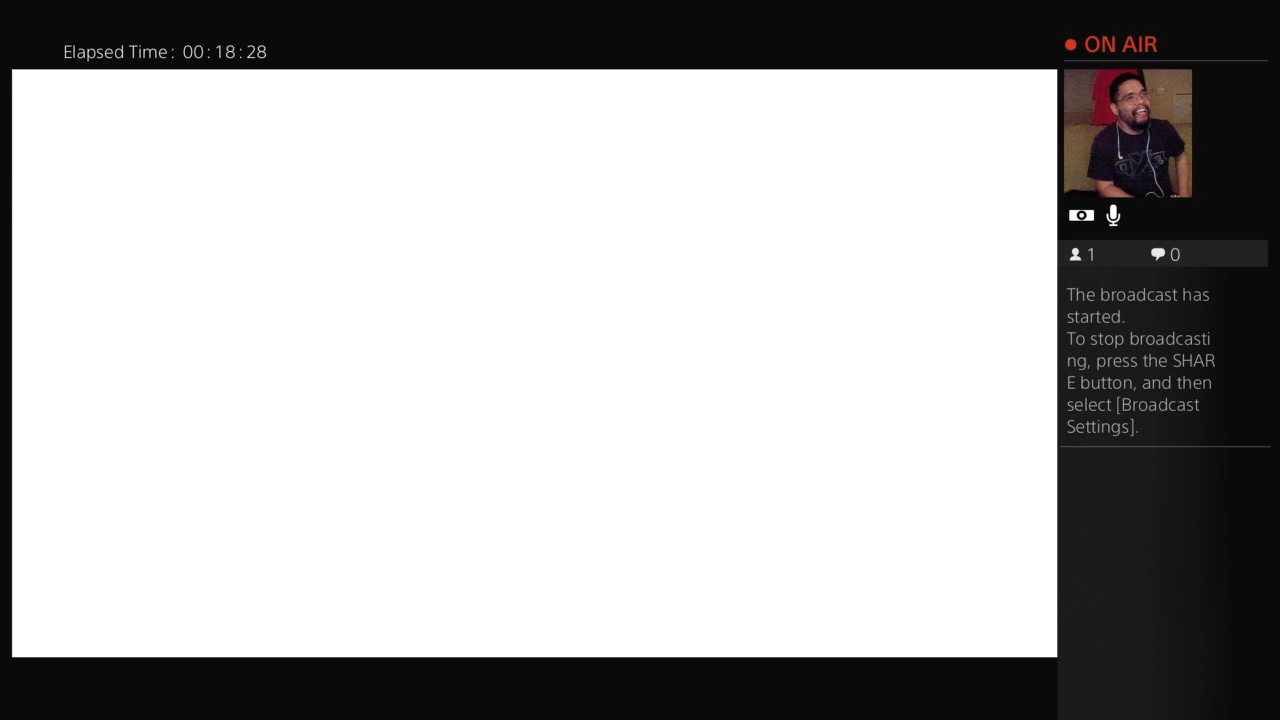 Elapsed Time: 00:18:28
ON AIR
1 0
The broadcast has
started.
To stop broadcasti
ng, press the SHAR
E button, and then
select [Broadcast
Settings].